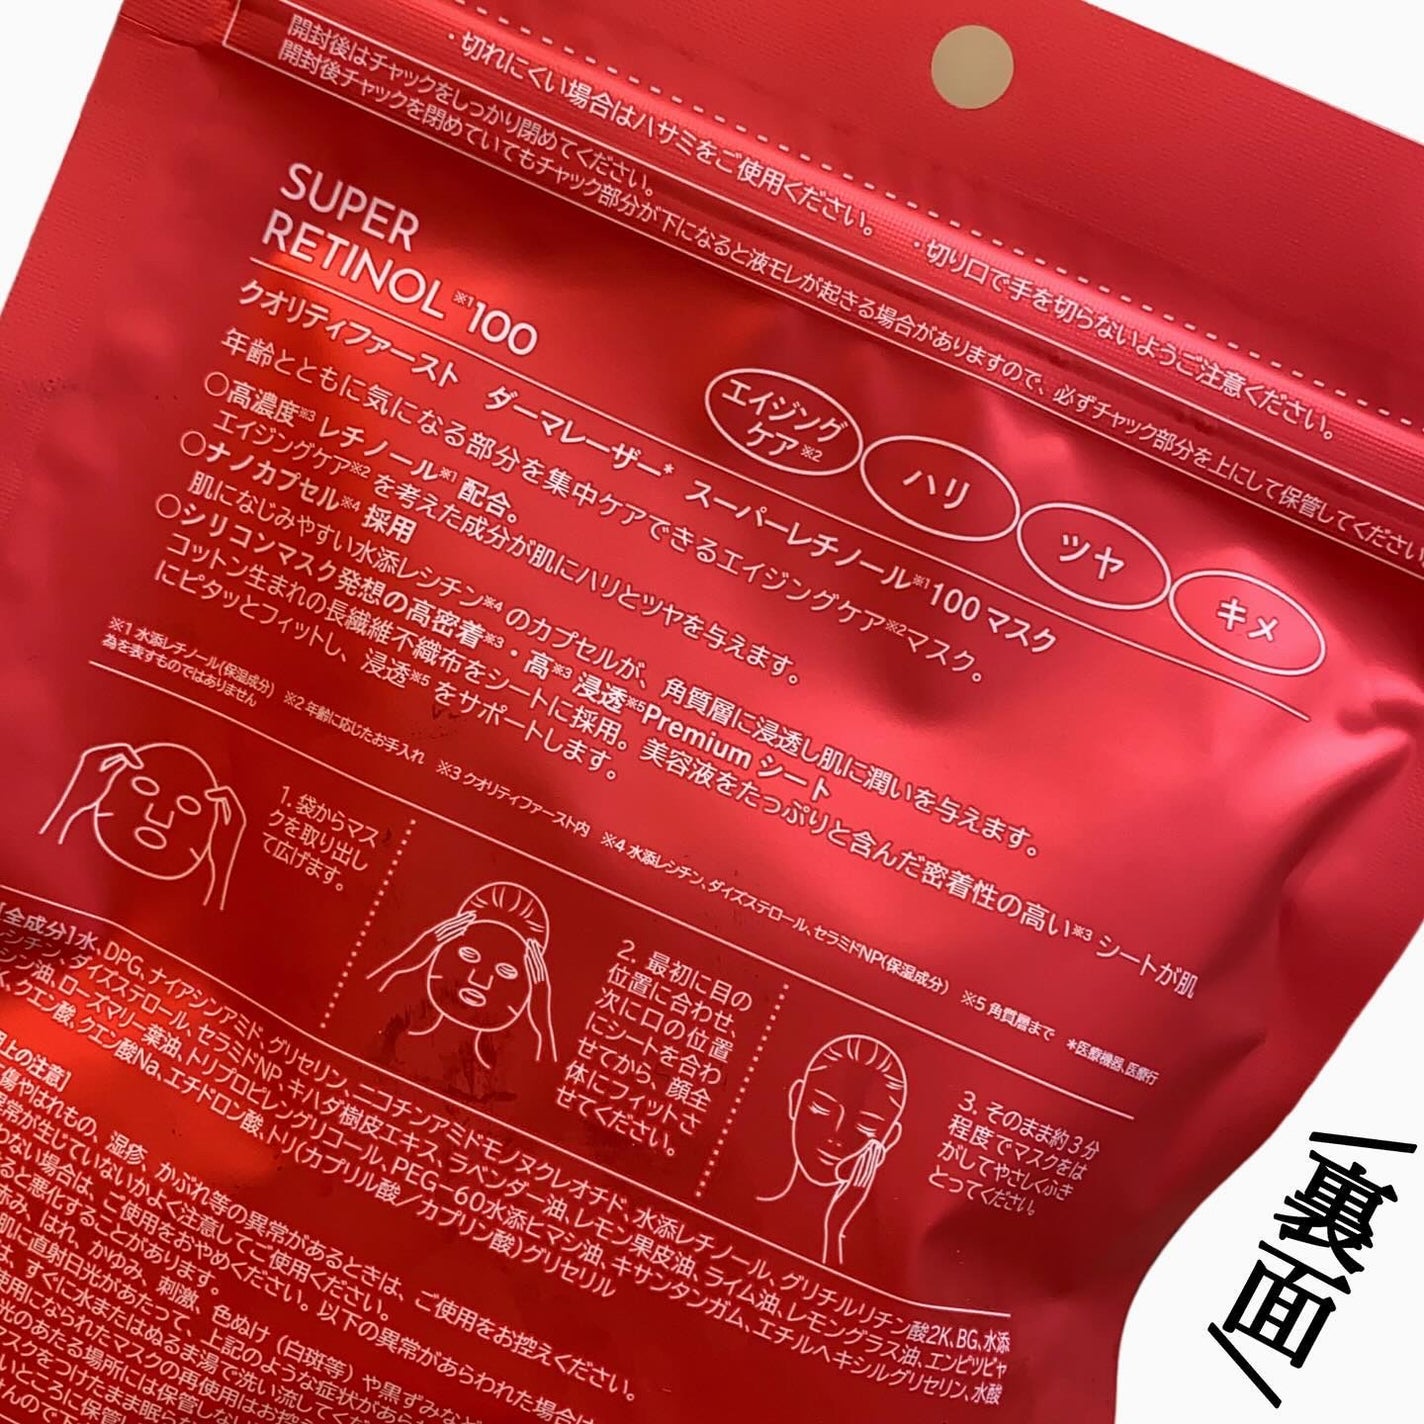 ・切れにくい場合はハサミをご使用ください。 ・切り口で手を切らないようご注意ください。
開封後はチャックをしっかり閉めてください。
開封後チャックを閉めていてもチャック部分が下になると液モレが起きる場合がありますので、必ずチャック部分を上にして保管してください
SUPER
RETINOL※1100
エイジング
ケア※2
ハリ
ツヤ
キメ
クオリティファースト ダーマレーザー* スーパーレチノール※1100 マスク
年齢とともに気になる部分を集中ケアできるエイジングケア※2マスク。
○高濃度※3 レチノール※1 配合。
エイジングケア※2 を考えた成分が肌にハリとツヤを与えます。
○ナノカプセル※4 採用
肌になじみやすい水添レシチン※4 のカプセルが、角質層に浸透し肌に潤いを与えます。
○シリコンマスク発想の高密着※3・高※3 浸透※5Premium シート
コットン生まれの長繊維不織布をシートに採用。美容液をたっぷりと含んだ密着性の高い※3 シートが肌
にピタッとフィットし、浸透※5 をサポートします。
※1 水添レチノール(保湿成分) ※2 年齢に応じたお手入れ ※3 クオリティファースト内 ※4 水添レシチン、ダイズステロール、セラミドNP(保湿成分) ※5 角質層まで *医療機器、医療行
為を表すものではありません
1. 袋からマス
クを取り出し
て広げます。
2. 最初に目の
位置に合わせ、
次に口の位置
にシートを合わ
せてから、顔全
体にフィットさ
せてください。
3. そのまま約3分
程度でマスクをは
がしてやさしくふき
とってください。
【全成分】水、DPG、ナイアシンアミド、グリセリン、ニコチンアミドモノヌクレオチド、水添レチノール、グリチルリチン酸2K、BG、水添
レシチン、ダイズステロール、セラミドNP、キハダ樹皮エキス、ラベンダー油、レモン果皮油、ライム油、レモングラス油、エンピツビャ
クシン油、ローズマリー葉油、トリプロピレングリコール、PEG-60水添ヒマシ油、キサンタンガム、エチルヘキシルグリセリン、水酸
クエン酸、クエン酸Na、エチドロン酸、トリ(カプリル酸/カプリン酸)グリセリル
用上の注意】
傷やはれもの、湿疹、かぶれ等の異常があるときは、ご使用をお控えください。
異常が生じていないかよく注意してご使用ください。
わない場合は、ご使用をおやめください。以下の異常があらわれた場合は
ると悪化することがあります。
赤み、はれ、かゆみ、刺激、色ぬけ（白斑等）や黒ずみなど
肌に直射日光があたって、上記のような症状があら
は、すぐに水またはぬるま湯で洗い流してく
使用になられたマスクの再使用はお控
光のあたる場所には保管しない
スクをつけたまま眠ら
いところに保管し
んので
裏面